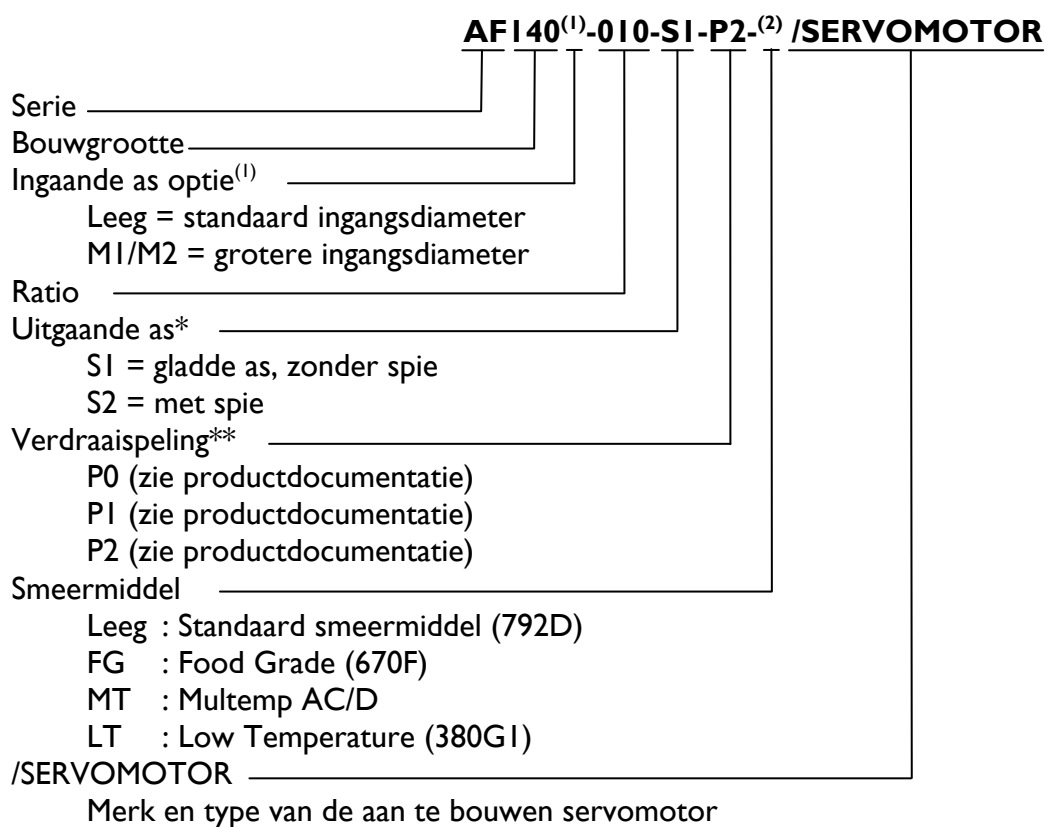 AF140(1)-010-S1-P2-(2) /SERVOMOTOR
Serie
Bouwgrootte
Ingaande as optie(1)
Leeg = standaard ingangsdiameter
M1/M2 = grotere ingangsdiameter
Ratio
Uitgaande as*
S1 = gladde as, zonder spie
S2 = met spie
Verdraaispeling**
P0 (zie productdocumentatie)
P1 (zie productdocumentatie)
P2 (zie productdocumentatie)
Smeermiddel
Leeg : Standaard smeermiddel (792D)
FG : Food Grade (670F)
MT : Multemp AC/D
LT : Low Temperature (380G1)
/SERVOMOTOR
Merk en type van de aan te bouwen servomotor